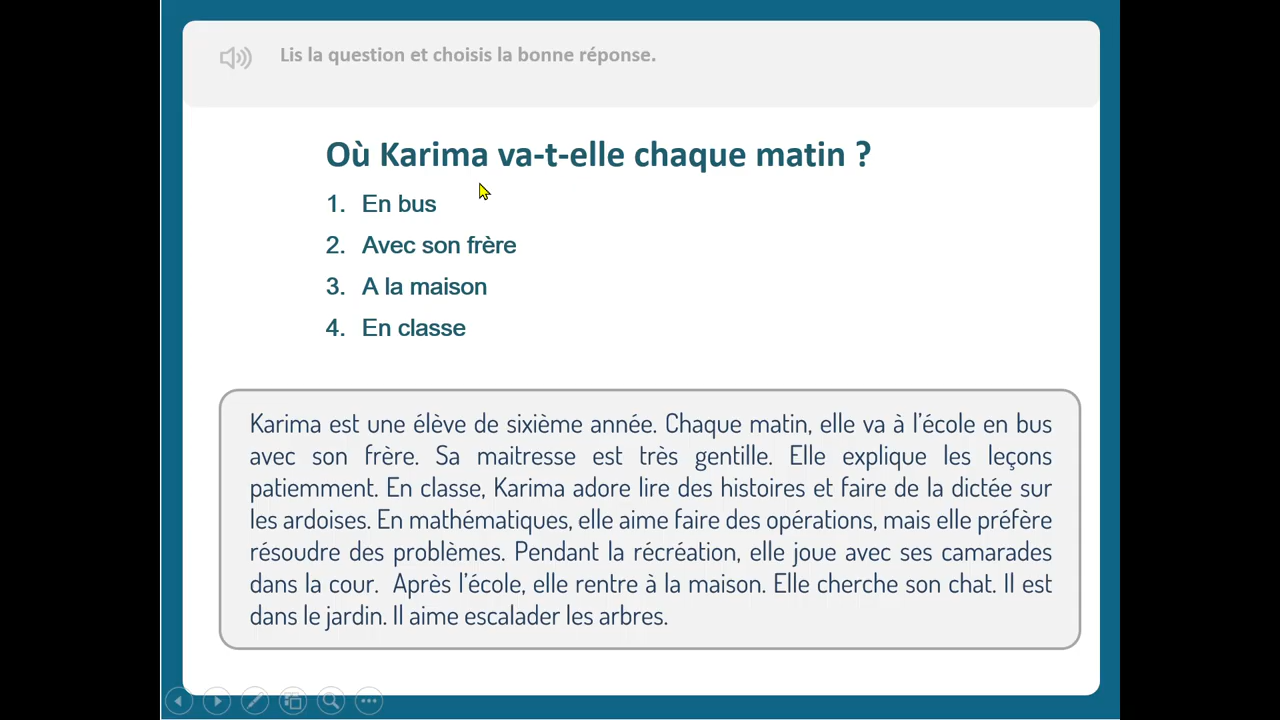 Lis la question et choisis la bonne réponse.
Où Karima va-t-elle chaque matin ?
1. En bus
2. Avec son frère
3. A la maison
4. En classe
Karima est une élève de sixième année. Chaque matin, elle va à l'école en bus
avec son frère. Sa maitresse est très gentille. Elle explique les leçons
patiemment. En classe, Karima adore lire des histoires et faire de la dictée sur
les ardoises. En mathématiques, elle aime faire des opérations, mais elle préfère
résoudre des problèmes. Pendant la récréation, elle joue avec ses camarades
dans la cour.  Après l'école, elle rentre à la maison. Elle cherche son chat. Il est
dans le jardin. Il aime escalader les arbres.